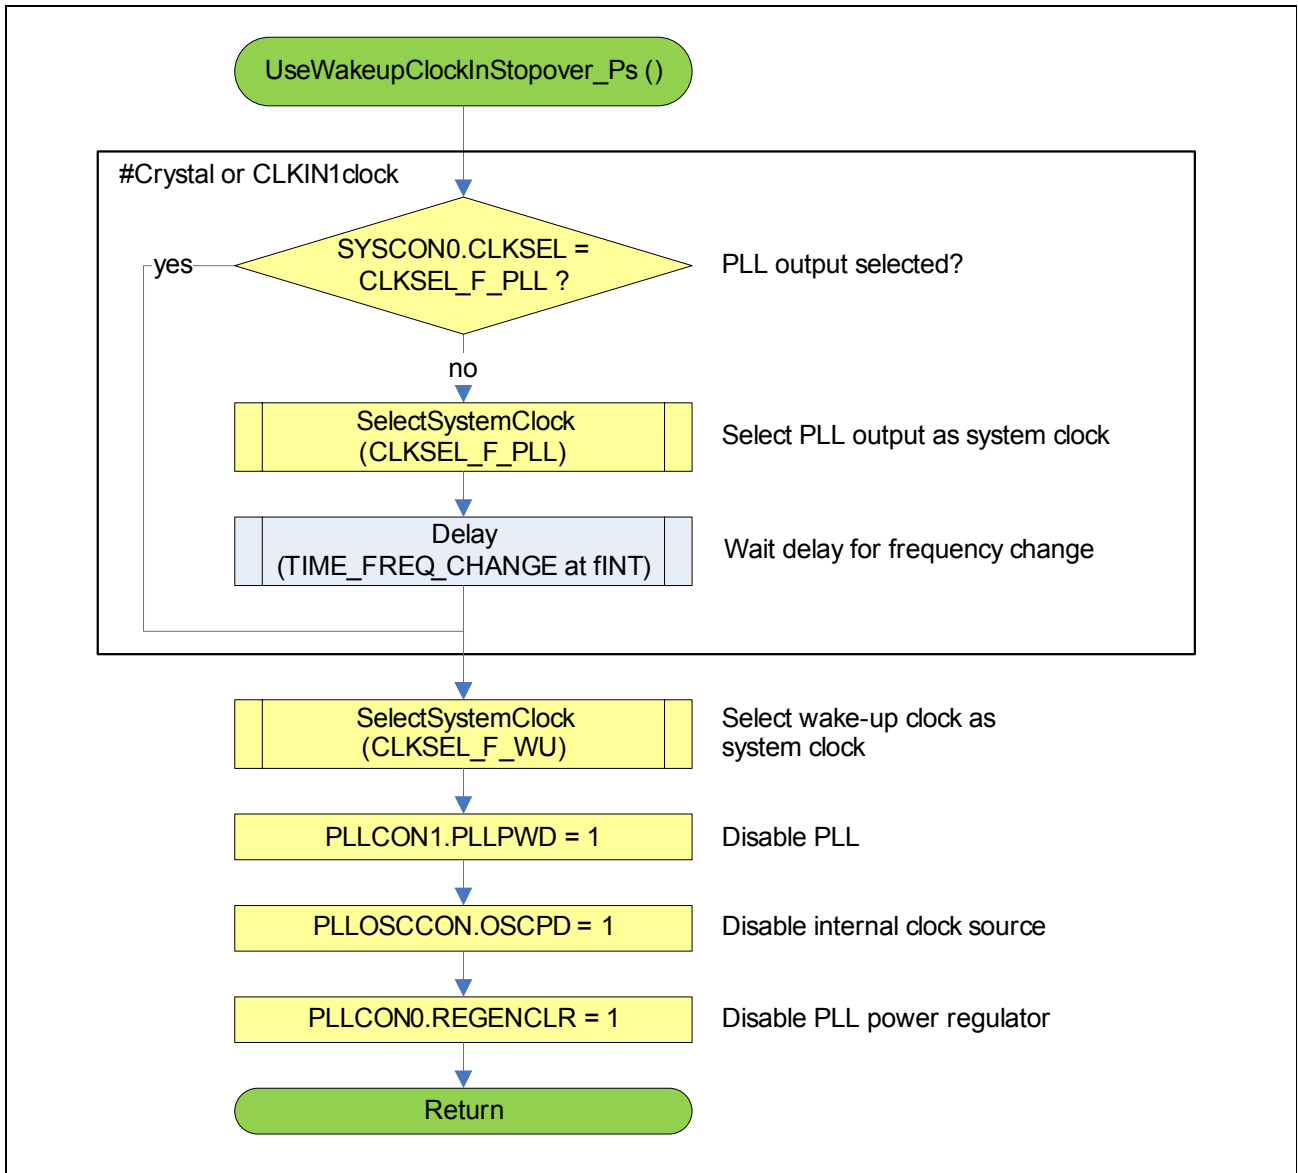 UseWakeupClockInStopover_Ps ()
#Crystal or CLKIN1clock
SYSCON0.CLKSEL =
CLKSEL_F_PLL ?
PLL output selected?
yes
no
SelectSystemClock
(CLKSEL_F_PLL)
Select PLL output as system clock
Delay
(TIME_FREQ_CHANGE at fINT)
Wait delay for frequency change
SelectSystemClock
(CLKSEL_F_WU)
Select wake-up clock as
system clock
PLLCON1.PLLPWD = 1
Disable PLL
PLLOSCCON.OSCPD = 1
Disable internal clock source
PLLCON0.REGENCLR = 1
Disable PLL power regulator
Return